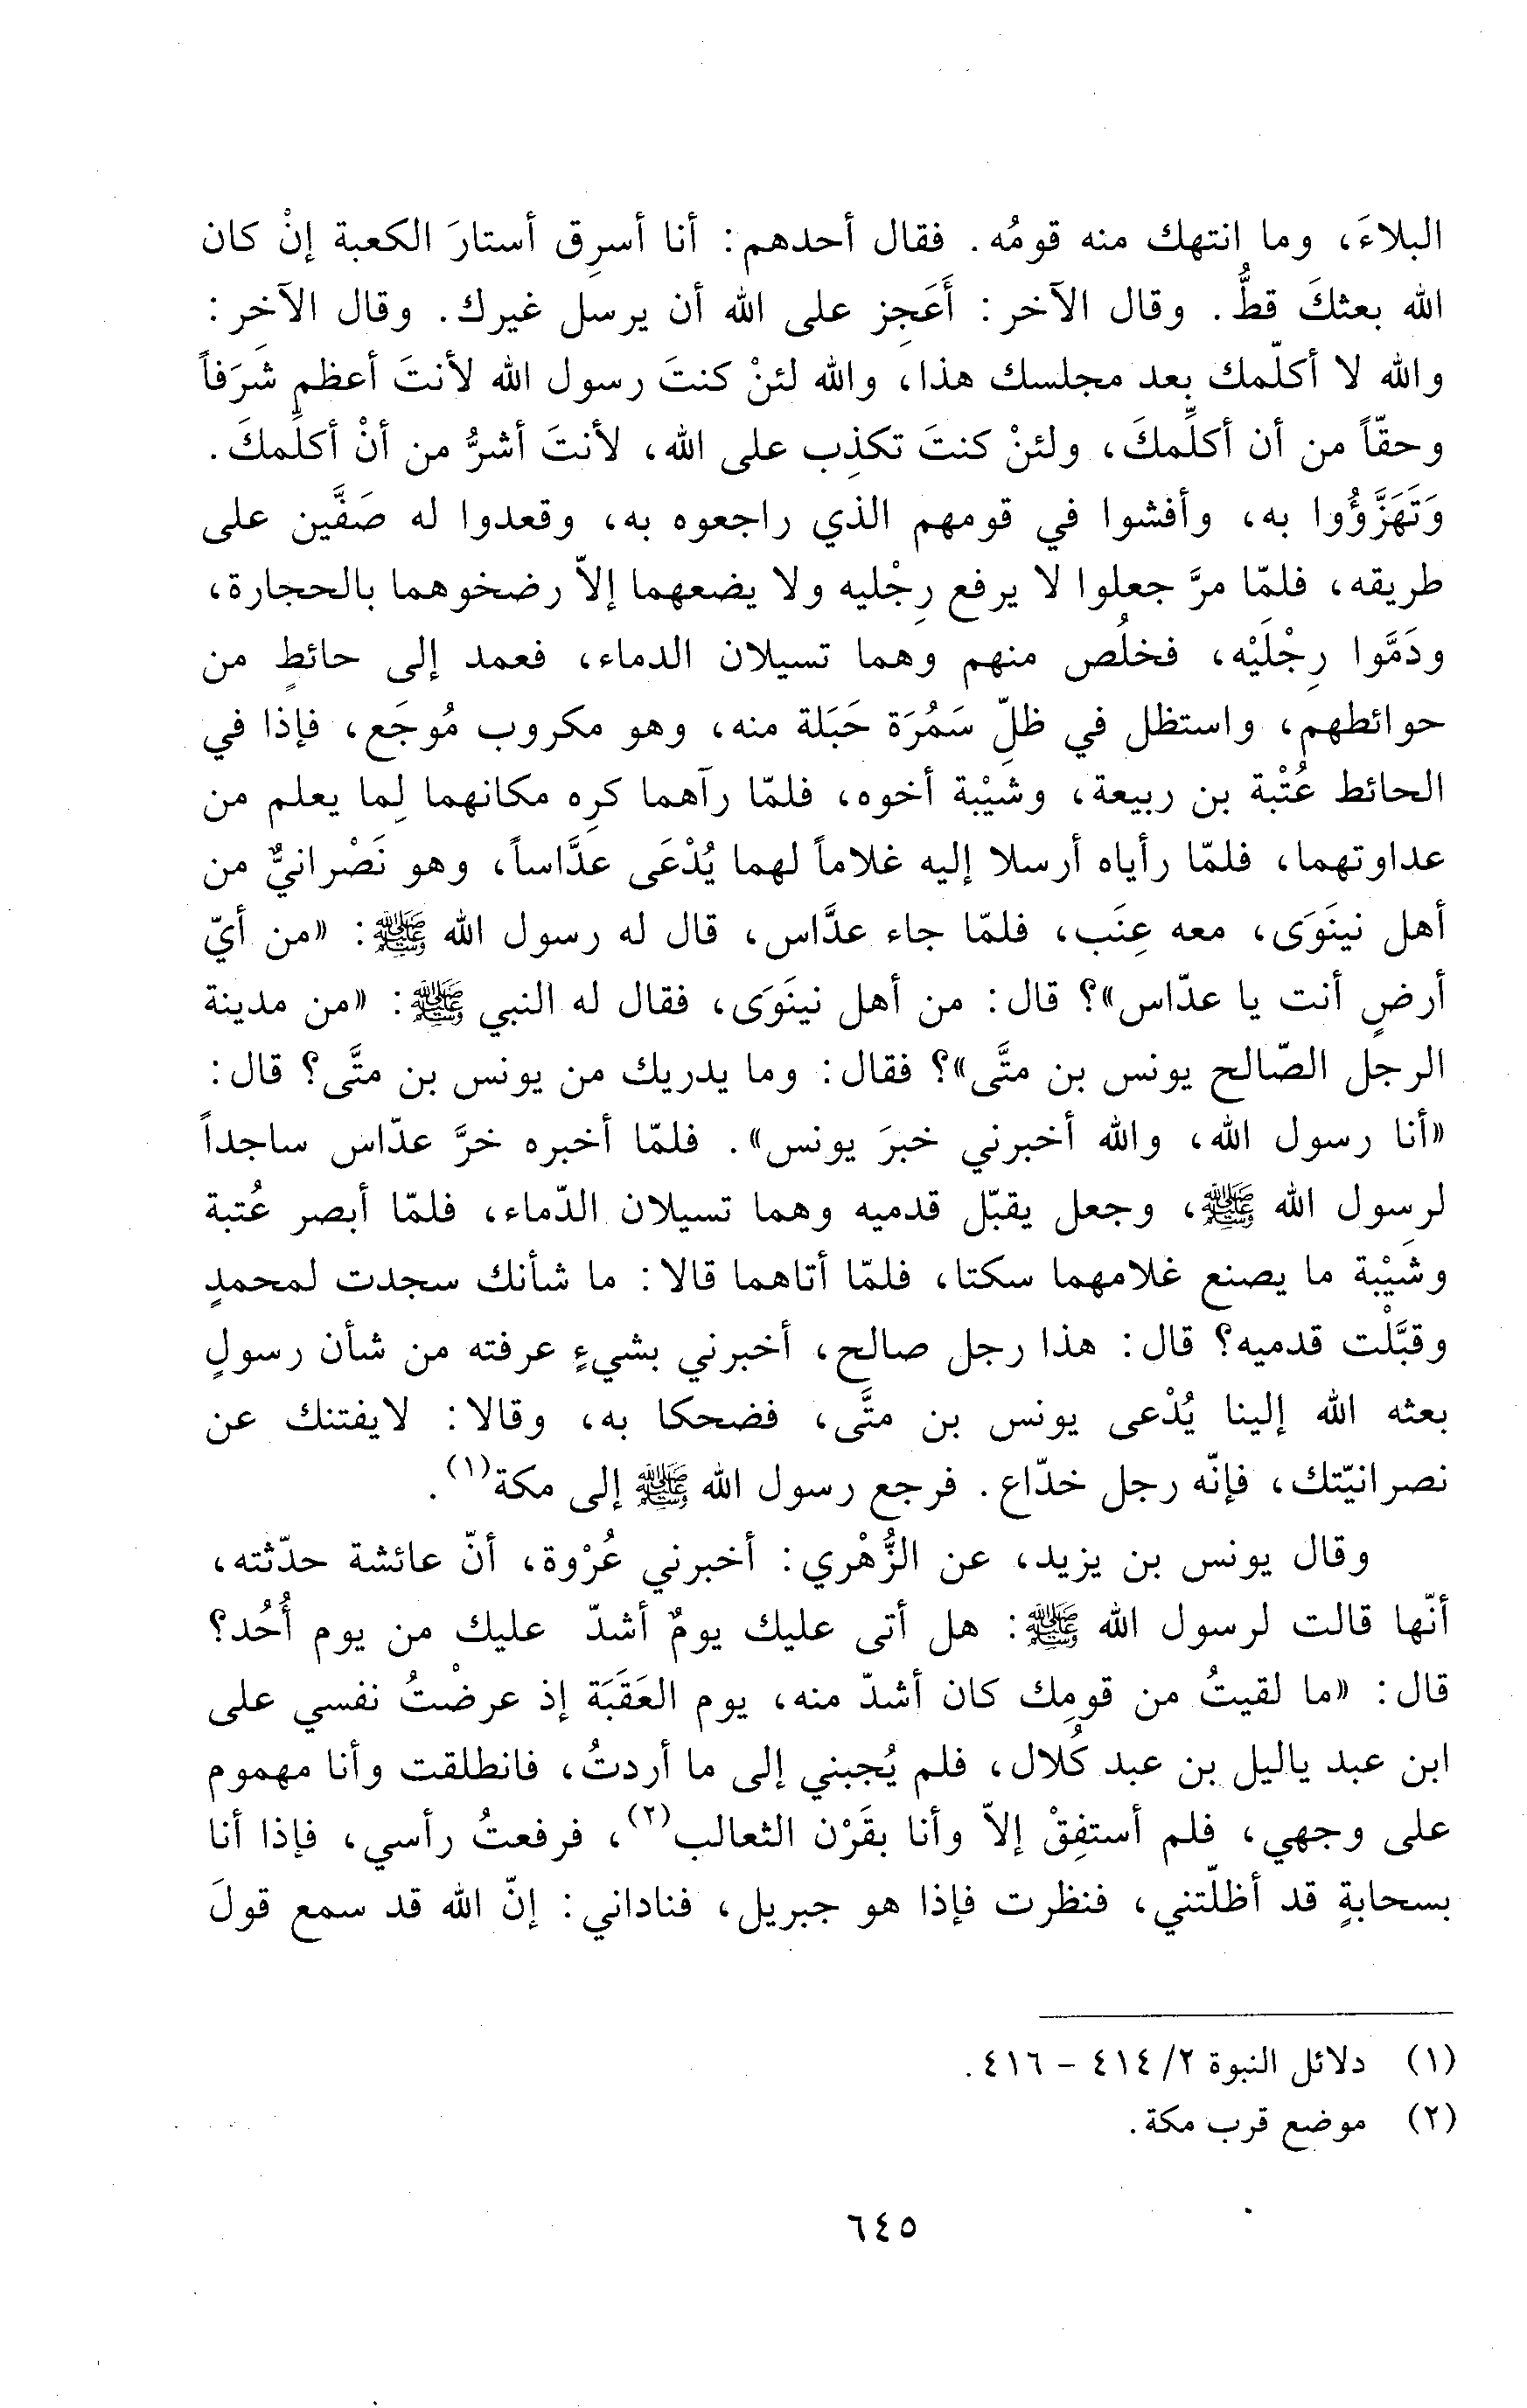 البلاءَ، وما انتهك منه قومُه. فقال أحدهم: أنا أسرِق أستارَ الكعبة إنْ كان
الله بعثكَ قطُّ. وقال الآخر: أَعَجِز على الله أن يرسل غيرك. وقال الآخِر:
والله لا أكلّمك بعد مجلسك هذا، والله لئنْ كنتَ رسول الله لأنتَ أعظم شَرَفاً
وحقّاً من أن أكلِّمكَ، ولئنْ كنتَ تكذِب على الله، لأنتَ أشرُّ من أنْ أكلِّمكَ.
وَتَهَزَّؤُوا به، وأفشوا في قومهم الذي راجعوه به، وقعدوا له صَفَّين على
طريقه، فلمّا مرَّ جعلوا لا يرفع رِجْليه ولا يضعهما إلاّ رضخوهما بالحجارة،
ودَمَّوا رِجْلَيْه، فخلُص منهم وهما تسيلان الدماء، فعمد إلى حائطٍ من
حوائطهم، واستظل في ظلِّ سَمُرَة حَبَلة منه، وهو مكروب مُوجَع، فإذا في
الحائط عُتْبة بن ربيعة، وشيْبة أخوه، فلمّا رآهما كرِه مكانهما لِما يعلم من
عداوتهما، فلمّا رأياه أرسلا إليه غلاماً لهما يُدْعَى عدَّاساً، وهو نَصْرانيٌّ من
أهل نينَوَى، معه عِنَب، فلمّا جاء عدَّاس، قال له رسول الله ﷺ: «من أيّ
أرضٍ أنت يا عدّاس»؟ قال: من أهل نينَوَى، فقال له النبي ﷺ: «من مدينة
الرجل الصّالح يونس بن متَّى»؟ فقال: وما يدريك من يونس بن متَّى؟ قال:
«أنا رسول الله، والله أخبرني خبرَ يونس». فلمّا أخبره خرَّ عدّاس ساجداً
لرسول الله ﷺ، وجعل يقبّل قدميه وهما تسيلان الدّماء، فلمّا أبصر عُتبة
وشَيْبة ما يصنع غلامهما سكتا، فلمّا أتاهما قالا: ما شأنك سجدت لمحمدٍ
وقبَّلْت قدميه؟ قال: هذا رجل صالح، أخبرني بشيءٍ عرفته من شأن رسولٍ
بعثه الله إلينا يُدْعى يونس بن متَّى، فضحكا به، وقالا: لايفتنك عن
نصرانيّتك، فإنّه رجل خدّاع. فرجع رسول الله ﷺ إلى مكة(١).
وقال يونس بن يزيد، عن الزُّهْري: أخبرني عُرْوة، أنّ عائشة حدّثته،
أنّها قالت لرسول الله ﷺ: هل أتى عليك يومٌ أشدّ عليك من يوم أُحُد؟
قال: «ما لقيتُ من قومِك كان أشدّ منه، يوم العَقَبَة إذ عرضْتُ نفسي على
ابن عبد ياليل بن عبد كُلال، فلم يُجبني إلى ما أردتُ، فانطلقت وأنا مهموم
على وجهي، فلم أستفِقْ إلاّ وأنا بقَرْن الثعالب(٢)، فرفعتُ رأسي، فإذا أنا
بسحابةٍ قد أظلّتني، فنظرت فإذا هو جبريل، فناداني: إنّ الله قد سمع قولَ
(١) دلائل النبوة ٢/ ٤١٤ - ٤١٦.
(٢) موضع قرب مكة.
٦٤٥